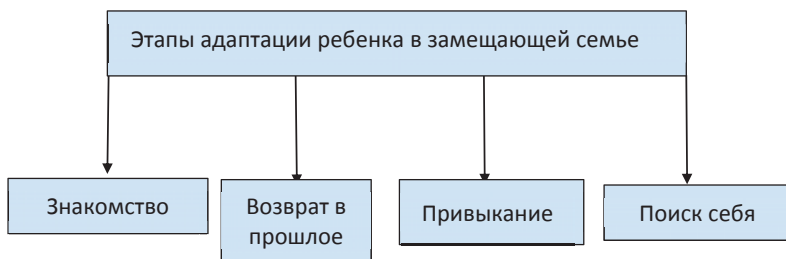 Этапы адаптации ребенка в замещающей семье
Знакомство
Возврат в
прошлое
Привыкание
Поиск себя